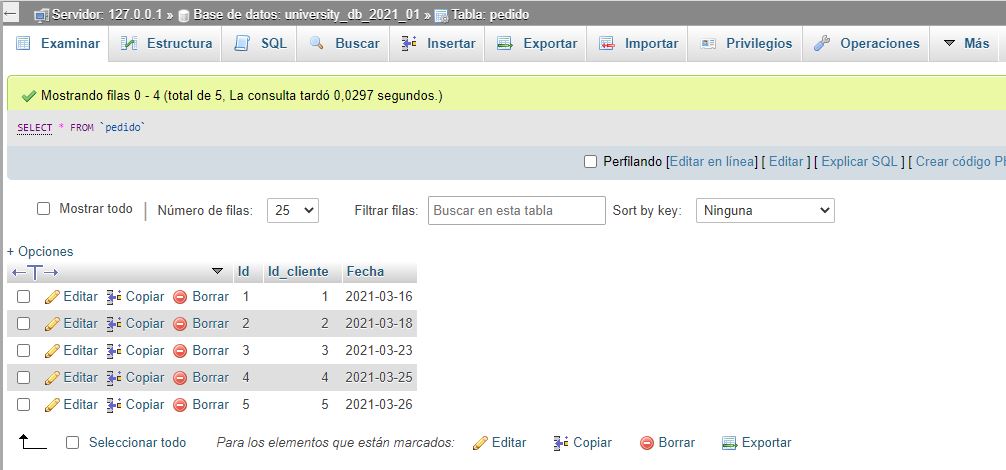 Servidor: 127.0.0.1 » Base de datos: university_db_2021_01 » Tabla: pedido
Examinar Estructura SQL Buscar Insertar Exportar Importar Privilegios Operaciones Más
Mostrando filas 0 - 4 (total de 5, La consulta tardó 0,0297 segundos.)
SELECT * FROM `pedido`
Perfilando [Editar en línea] [ Editar ] [ Explicar SQL ] [ Crear código P
Mostrar todo | Número de filas: 25 Filtrar filas: Buscar en esta tabla Sort by key: Ninguna
+ Opciones
Id Id_cliente Fecha
Editar Copiar Borrar 1 1 2021-03-16
Editar Copiar Borrar 2 2 2021-03-18
Editar Copiar Borrar 3 3 2021-03-23
Editar Copiar Borrar 4 4 2021-03-25
Editar Copiar Borrar 5 5 2021-03-26
Seleccionar todo Para los elementos que están marcados: Editar Copiar Borrar Exportar